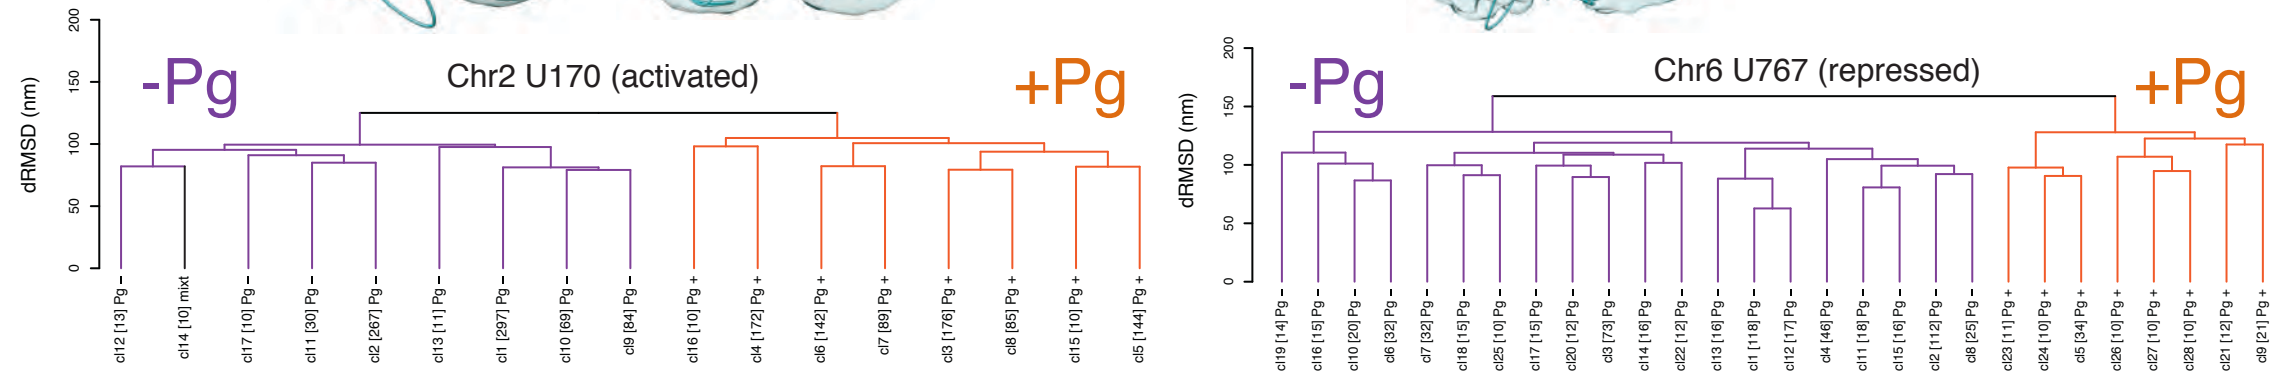 dRMSD (nm)
200
150
100
50
0
-Pg
Chr2 U170 (activated)
+Pg
cl12 [13] Pg -
cl14 [10] mixt
cl17 [10] Pg -
cl11 [30] Pg -
cl2 [267] Pg -
cl13 [11] Pg -
cl1 [297] Pg -
cl10 [69] Pg -
cl9 [84] Pg -
cl16 [10] Pg +
cl4 [172] Pg +
cl6 [142] Pg +
cl7 [89] Pg +
cl3 [176] Pg +
cl8 [85] Pg +
cl15 [10] Pg +
cl5 [144] Pg +
dRMSD (nm)
200
150
100
50
0
-Pg
Chr6 U767 (repressed)
+Pg
cl19 [14] Pg -
cl16 [15] Pg -
cl10 [20] Pg -
cl6 [32] Pg -
cl7 [32] Pg -
cl18 [15] Pg -
cl25 [10] Pg -
cl17 [15] Pg -
cl20 [12] Pg -
cl3 [73] Pg -
cl14 [16] Pg -
cl22 [12] Pg -
cl13 [16] Pg -
cl1 [118] Pg -
cl12 [17] Pg -
cl4 [46] Pg -
cl11 [18] Pg -
cl15 [16] Pg -
cl2 [112] Pg -
cl8 [25] Pg -
cl23 [11] Pg +
cl24 [10] Pg +
cl5 [34] Pg +
cl26 [10] Pg +
cl27 [10] Pg +
cl28 [10] Pg +
cl21 [12] Pg +
cl9 [21] Pg +